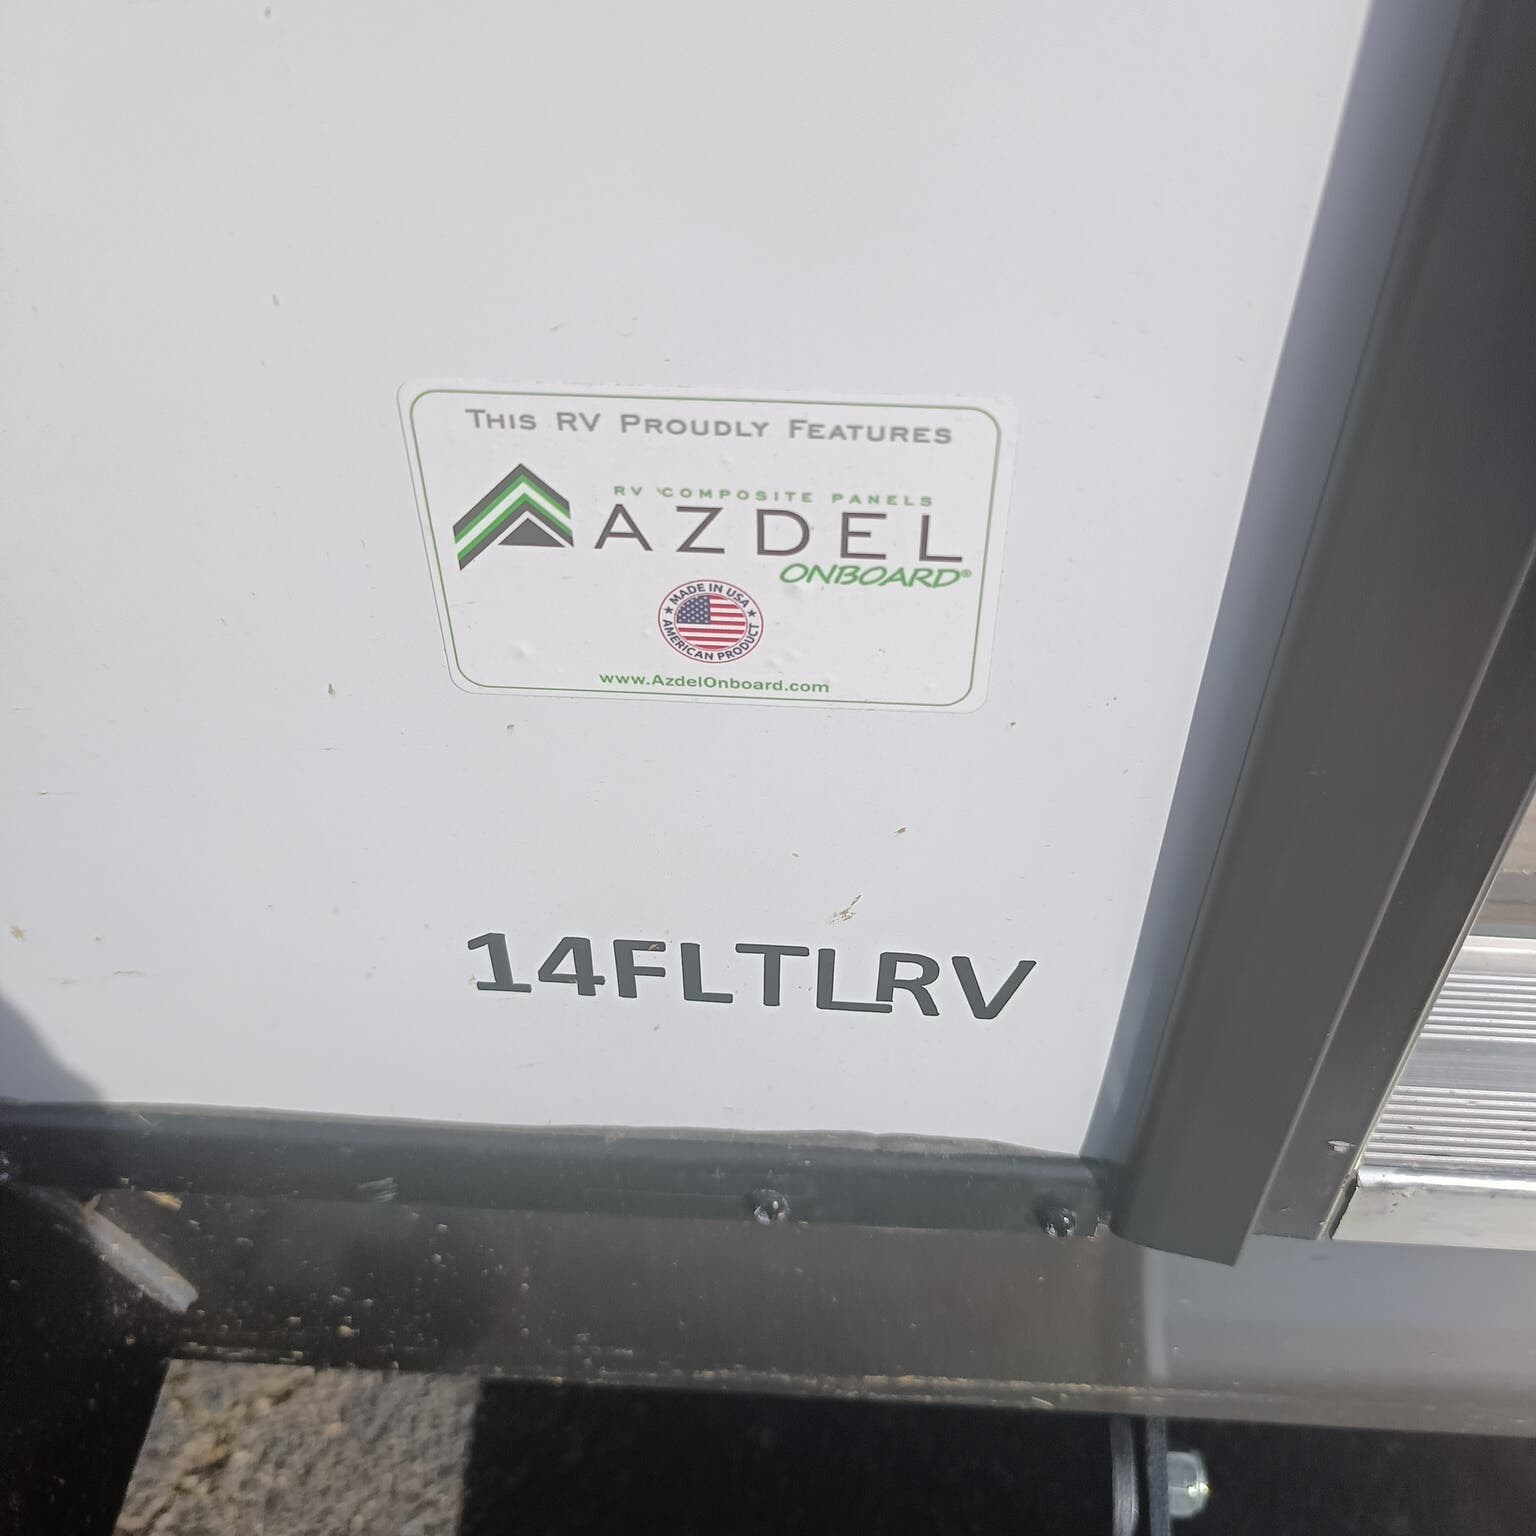 THIS RV PROUDLY FEATURES
RV COMPOSITE PANELS
AZDEL
ONBOARD®
MADE IN USA
AMERICAN PRODUCT
www.AzdelOnboard.com
14FLTLRV